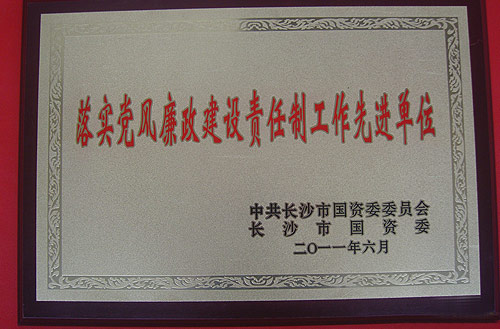 落实党风廉政建设责任制工作先进单位
中共长沙市国资委委员会
长沙市国资委
二〇一一年六月